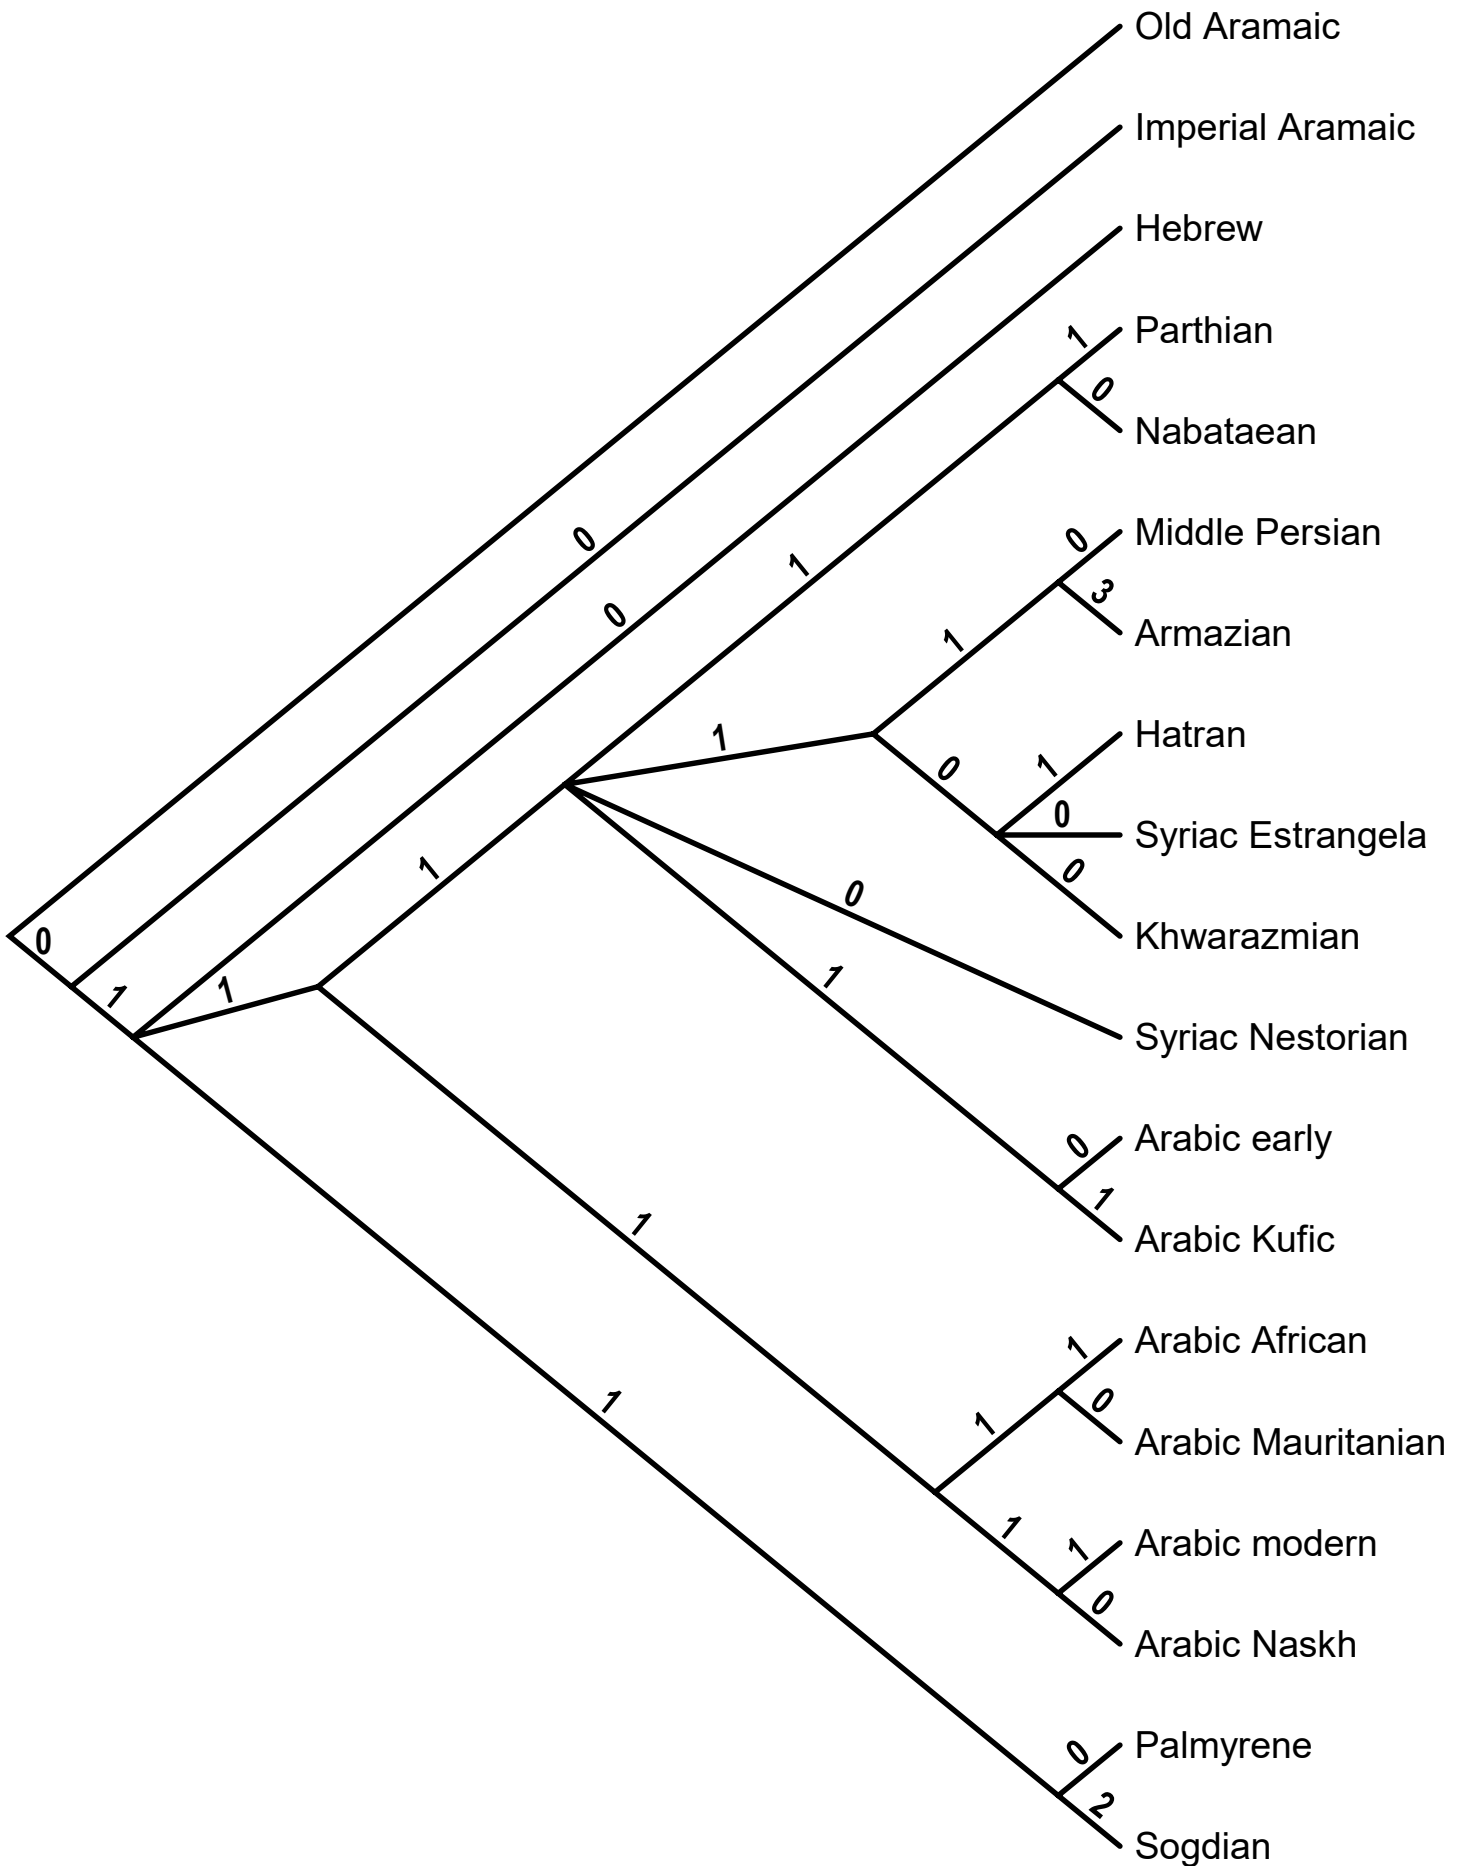 Old Aramaic
Imperial Aramaic
Hebrew
1 Parthian
0 Nabataean
0 Middle Persian
0
1
3 Armazian
0
1
1 Hatran
1
0
0 Syriac Estrangela
1
0
0 Khwarazmian
0
1
1
1
Syriac Nestorian
0 Arabic early
1 Arabic Kufic
1
1 Arabic African
0 Arabic Mauritanian
1
1
1
1 Arabic modern
0 Arabic Naskh
0 Palmyrene
2 Sogdian